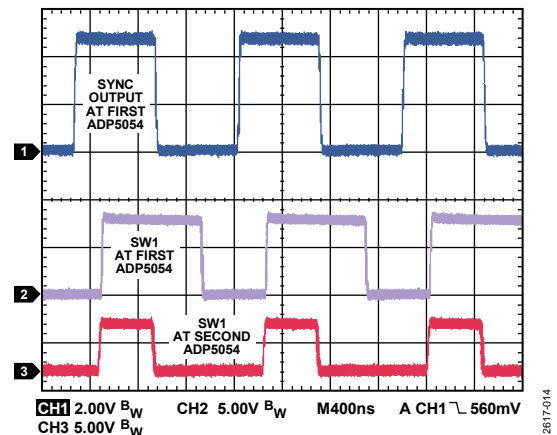 SYNC
OUTPUT
AT FIRST
ADP5054
1
SW1
AT FIRST
ADP5054
2
SW1
AT SECOND
ADP5054
3
CH1 2.00V BW CH2 5.00V BW M400ns A CH1 560mV
CH3 5.00V BW
2617-014